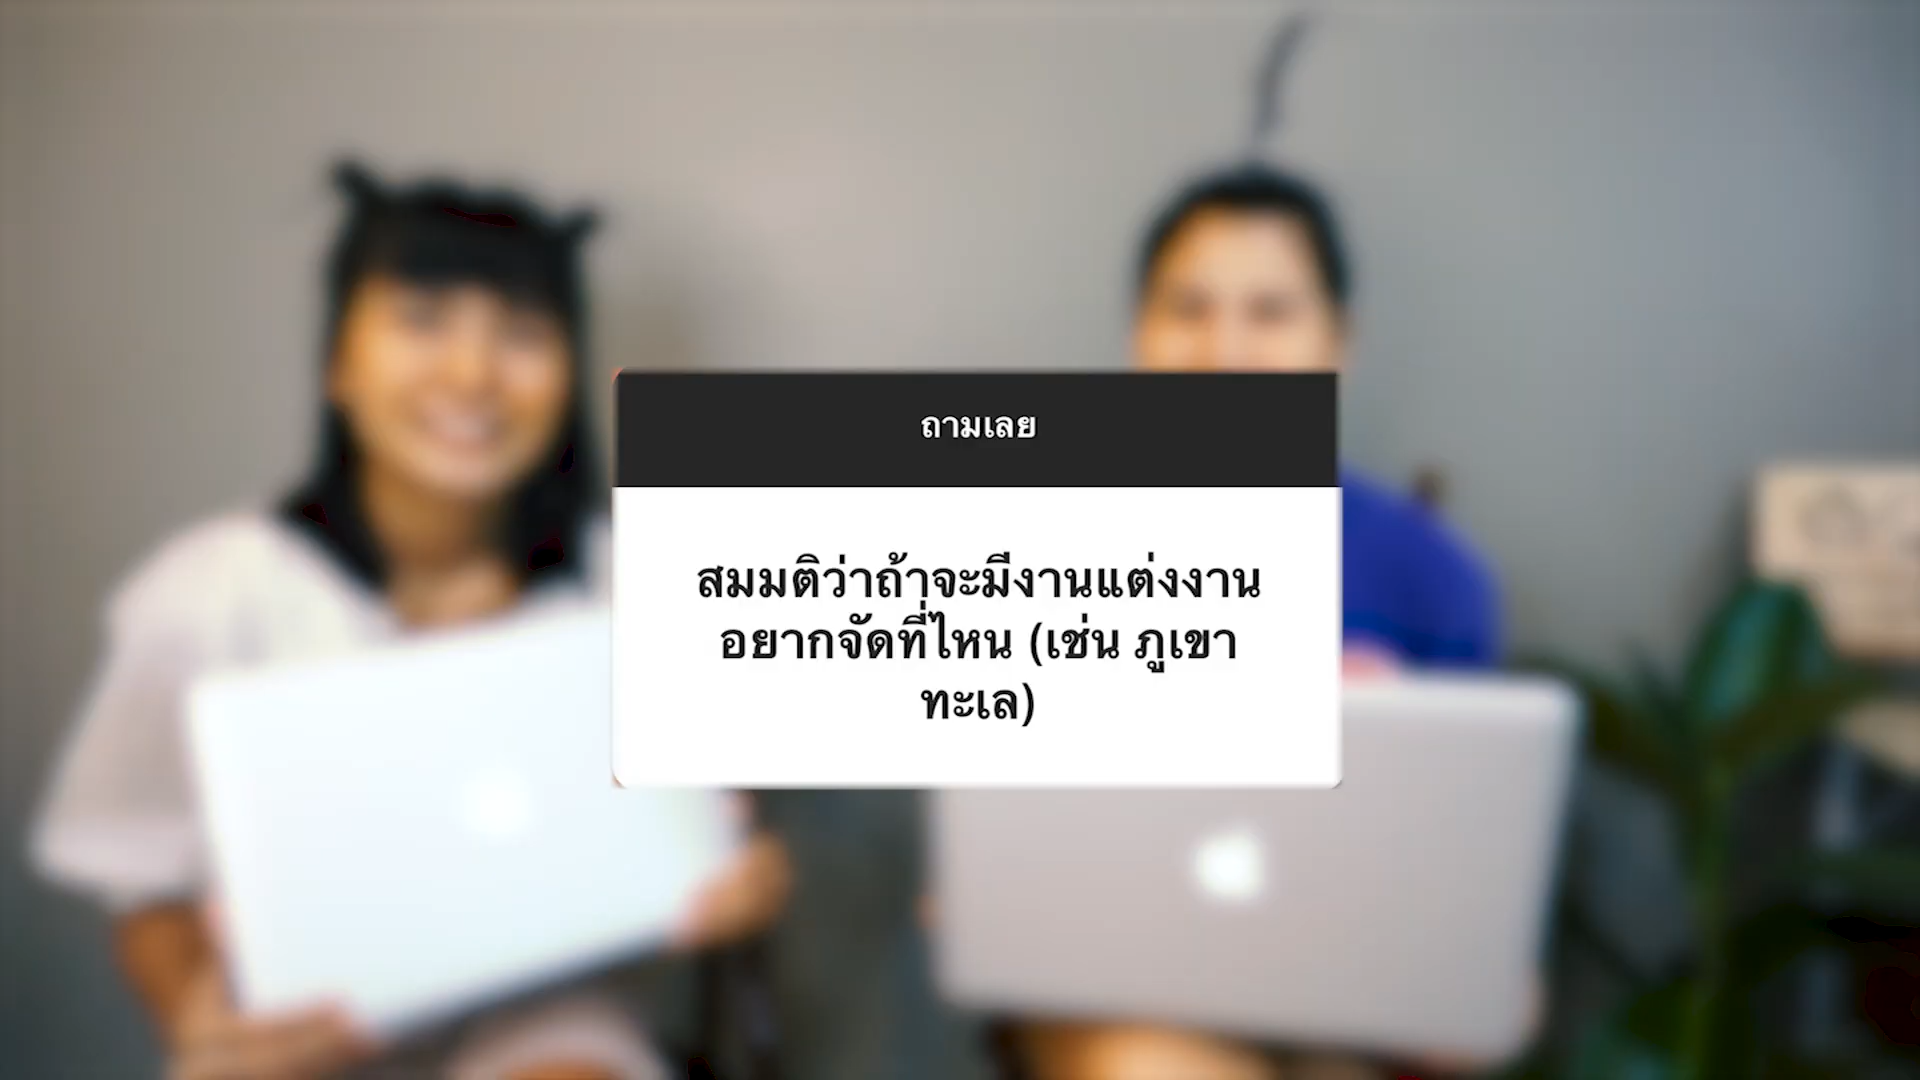 ถามเลย
สมมติว่าถ้าจะมีงานแต่งงาน
อยากจัดที่ไหน (เช่น ภูเขา
ทะเล)